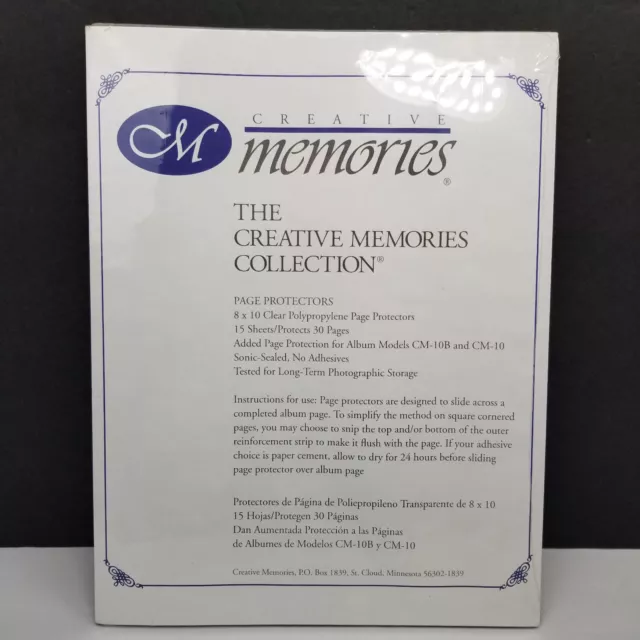 CM
CREATIVE
memories®
THE
CREATIVE MEMORIES
COLLECTION®
PAGE PROTECTORS
8 x 10 Clear Polypropylene Page Protectors
15 Sheets/Protects 30 Pages
Added Page Protection for Album Models CM-10B and CM-10
Sonic-Sealed, No Adhesives
Tested for Long-Term Photographic Storage
Instructions for use: Page protectors are designed to slide across a
completed album page. To simplify the method on square cornered
pages, you may choose to snip the top and/or bottom of the outer
reinforcement strip to make it flush with the page. If your adhesive
choice is paper cement, allow to dry for 24 hours before sliding
page protector over album page
Protectores de Página de Poliepropileno Transparente de 8 x 10
15 Hojas/Protegen 30 Páginas
Dan Aumentada Protección a las Páginas
de Albumes de Modelos CM-10B y CM-10
Creative Memories, P.O. Box 1839, St. Cloud, Minnesota 56302-1839